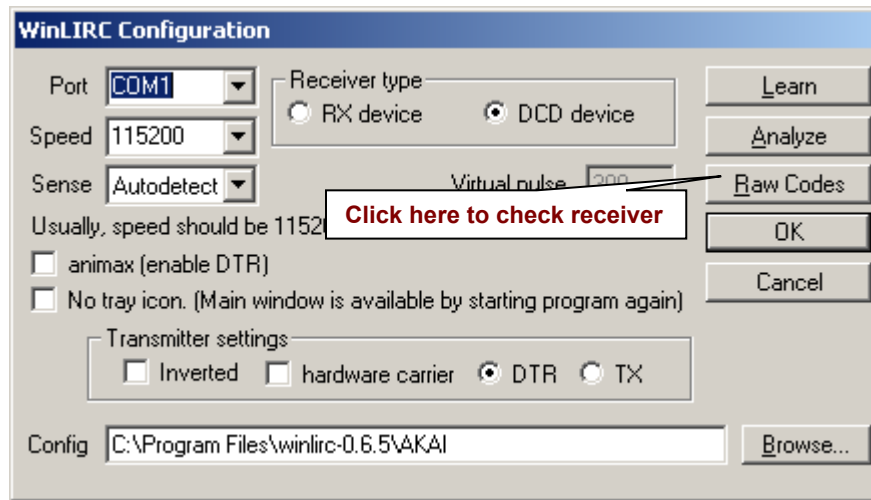 WinLIRC Configuration
Port COM1 Receiver type Learn
RX device DCD device
Speed 115200 Analyze
Sense Autodetect Virtual pulse Raw Codes
Click here to check receiver
Usually, speed should be OK
animax (enable DTR) Cancel
No tray icon. (Main window is available by starting program again)
Transmitter settings
Inverted hardware carrier DTR TX
Config C:\Program Files\winlirc-0.6.5\AKAI Browse...